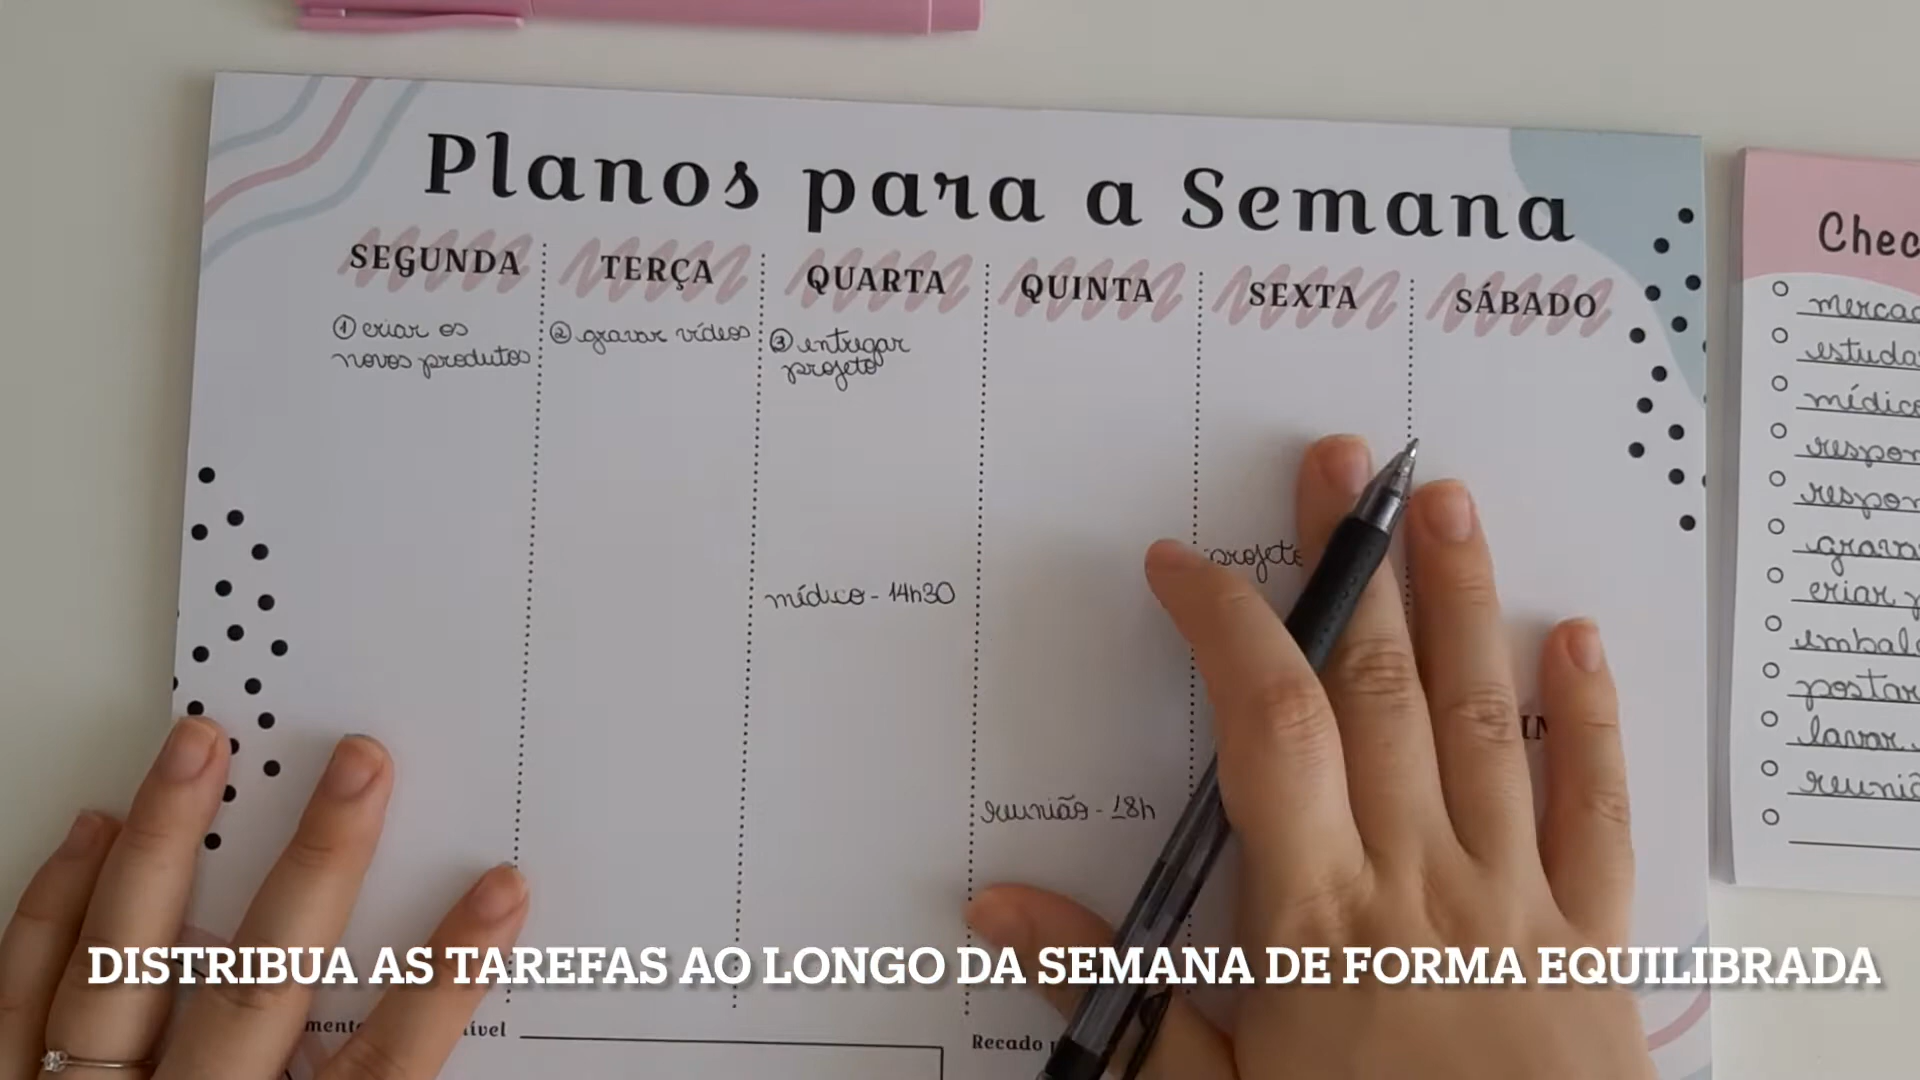 Planos para a Semana
SEGUNDA
TERÇA
QUARTA
QUINTA
SEXTA
SÁBADO
① criar os
novos produtos
② gravar vídeos
③ entregar
projeto
médico - 14h30
projeto
reunião - 18h
Recado
Chec
mercad
estuda
médico
respon
respon
grava
criar p
embala
postar
lavar
reuniã
DISTRIBUA AS TAREFAS AO LONGO DA SEMANA DE FORMA EQUILIBRADA